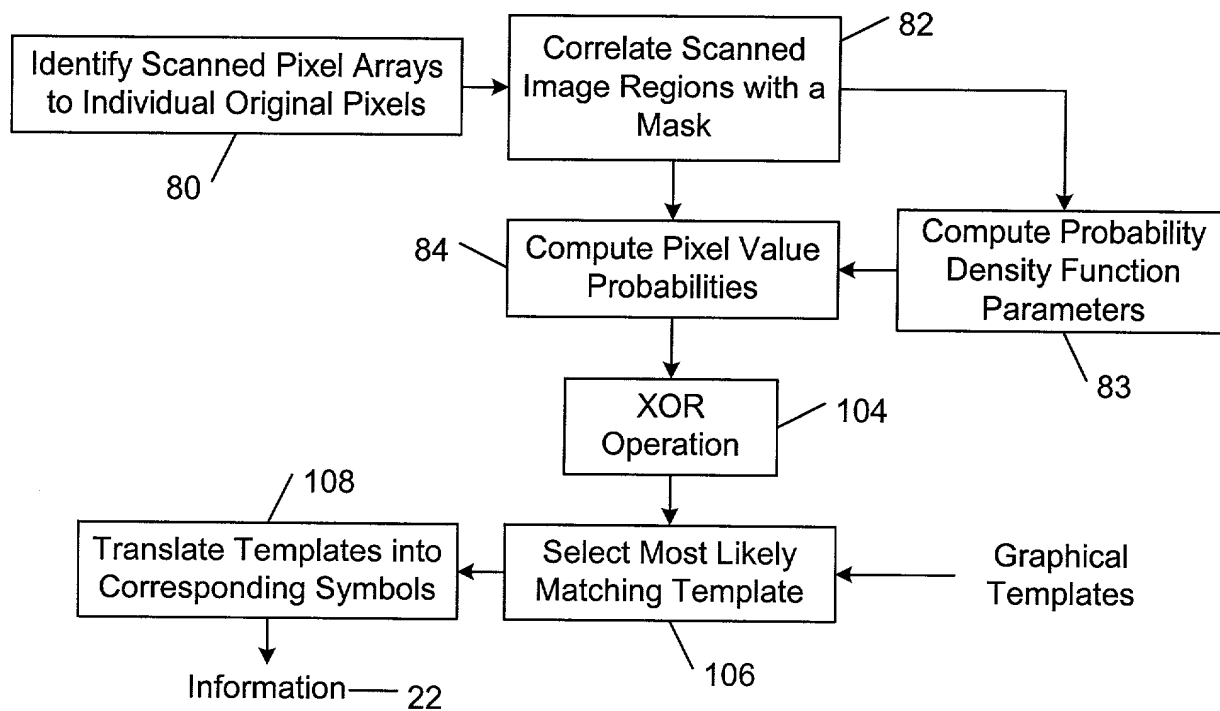 Identify Scanned Pixel Arrays
to Individual Original Pixels
80
Correlate Scanned
Image Regions with a
Mask
82
Compute Pixel Value
Probabilities
84
Compute Probability
Density Function
Parameters
83
XOR
Operation
104
Select Most Likely
Matching Template
106
Graphical
Templates
Translate Templates into
Corresponding Symbols
108
Information
22